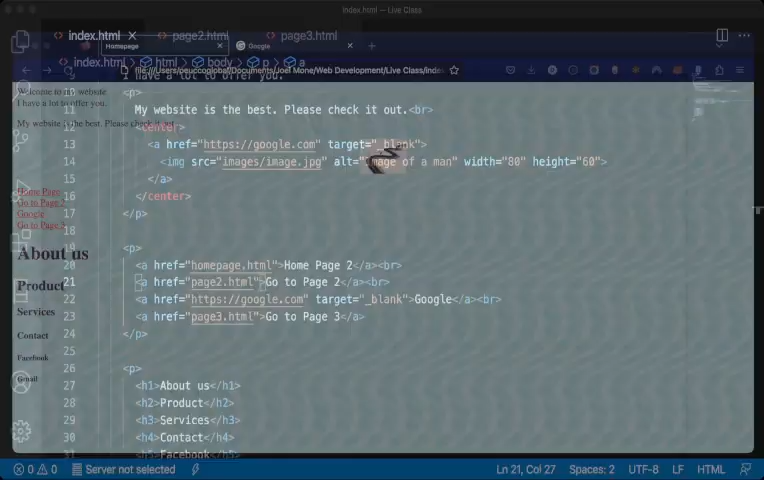 index.html — Live Class
index.html
page2.html
page3.html
Homepage
Google
index.html > html > body > p > a
file:///Users/peuccoglobal/Documents/Joel Mone/Web Development/Live Class/index
Welcome to my website
I have a lot to offer you.
My website is the best. Please check it out.
Home Page
Go to Page 2
Google
Go to Page 3
About us
Product
Services
Contact
Facebook
Gmail
9 I have a lot to offer you.
10 <p>
11 My website is the best. Please check it out.<br>
12 <center>
13 <a href="https://google.com" target="_blank">
14 <img src="images/image.jpg" alt="image of a man" width="80" height="60">
15 </a>
16 </center>
17 </p>
18
19 <p>
20 <a href="homepage.html">Home Page 2</a><br>
21 <a href="page2.html">Go to Page 2</a><br>
22 <a href="https://google.com" target="_blank">Google</a><br>
23 <a href="page3.html">Go to Page 3</a>
24 </p>
25
26 <p>
27 <h1>About us</h1>
28 <h2>Product</h2>
29 <h3>Services</h3>
30 <h4>Contact</h4>
31 <h5>Facebook</h5>
0 0 Server not selected Ln 21, Col 27 Spaces: 2 UTF-8 LF HTML